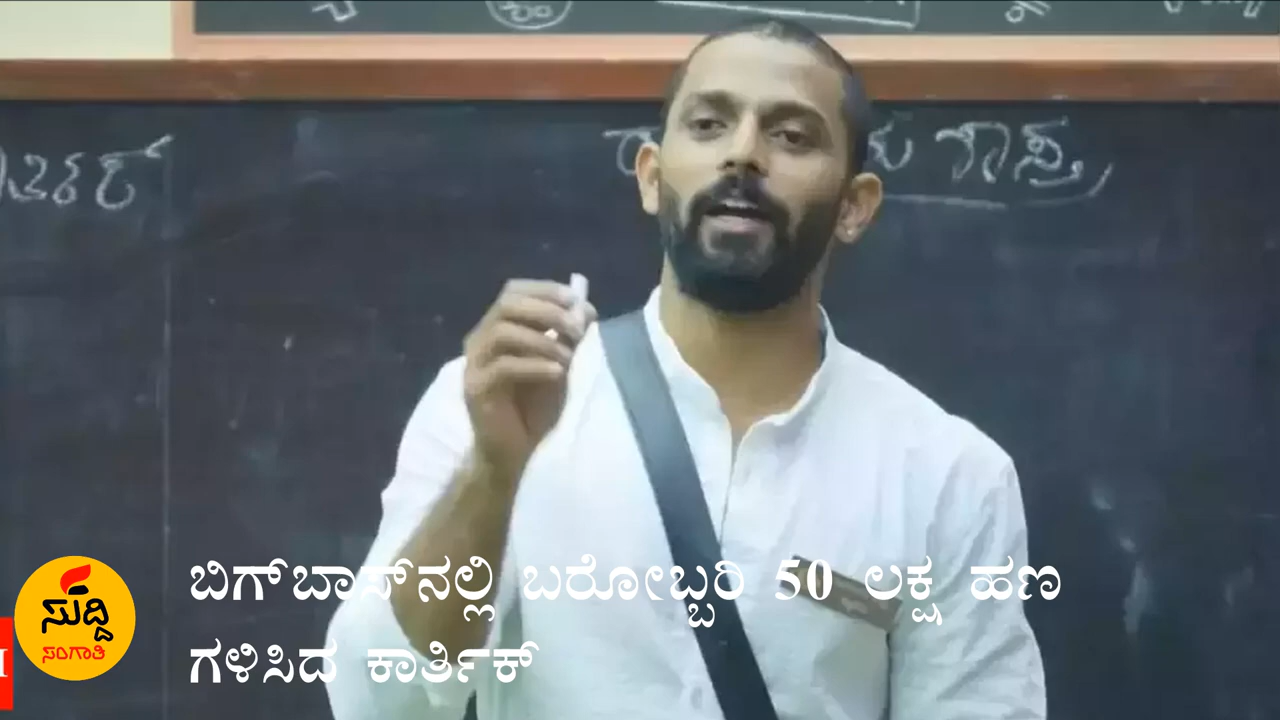 ಶಾಸ್ತ್ರ
ಬಿಗ್‌ಬಾಸ್‌ನಲ್ಲಿ ಬರೋಬ್ಬರಿ 50 ಲಕ್ಷ ಹಣ
ಗಳಿಸಿದ ಕಾರ್ತಿಕ್
ಸುದ್ದಿ
ಸಂಗಾತಿ